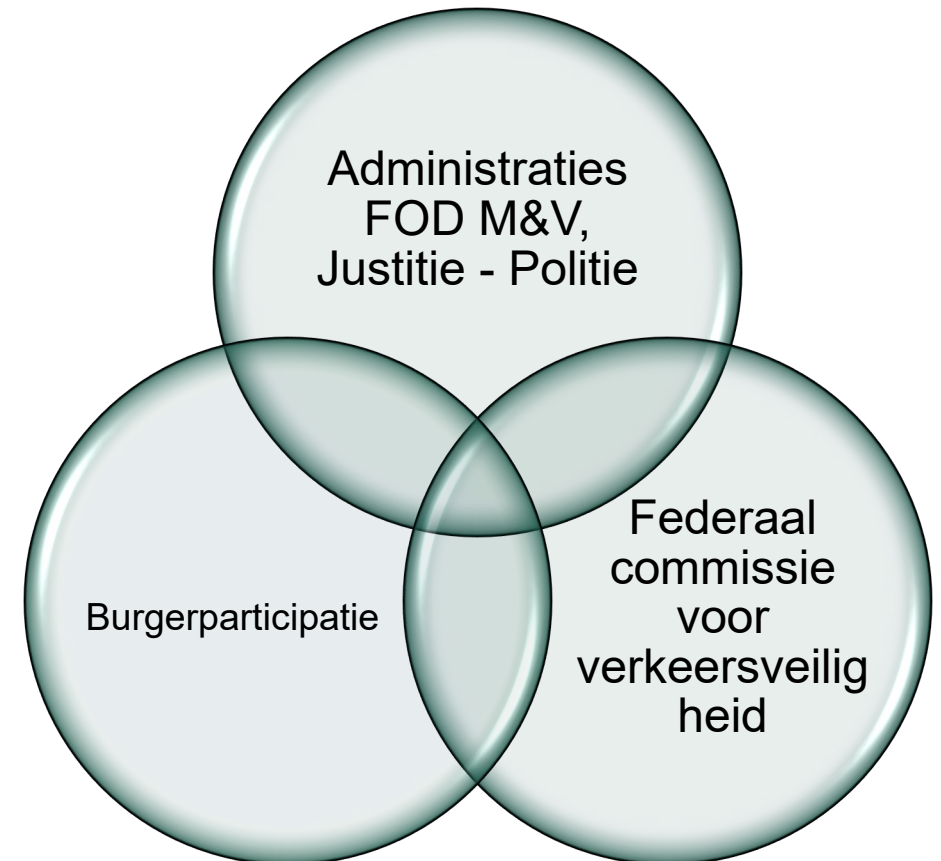 Administraties
FOD M&V,
Justitie - Politie
Burgerparticipatie
Federaal
commissie
voor
verkeersveilig
heid